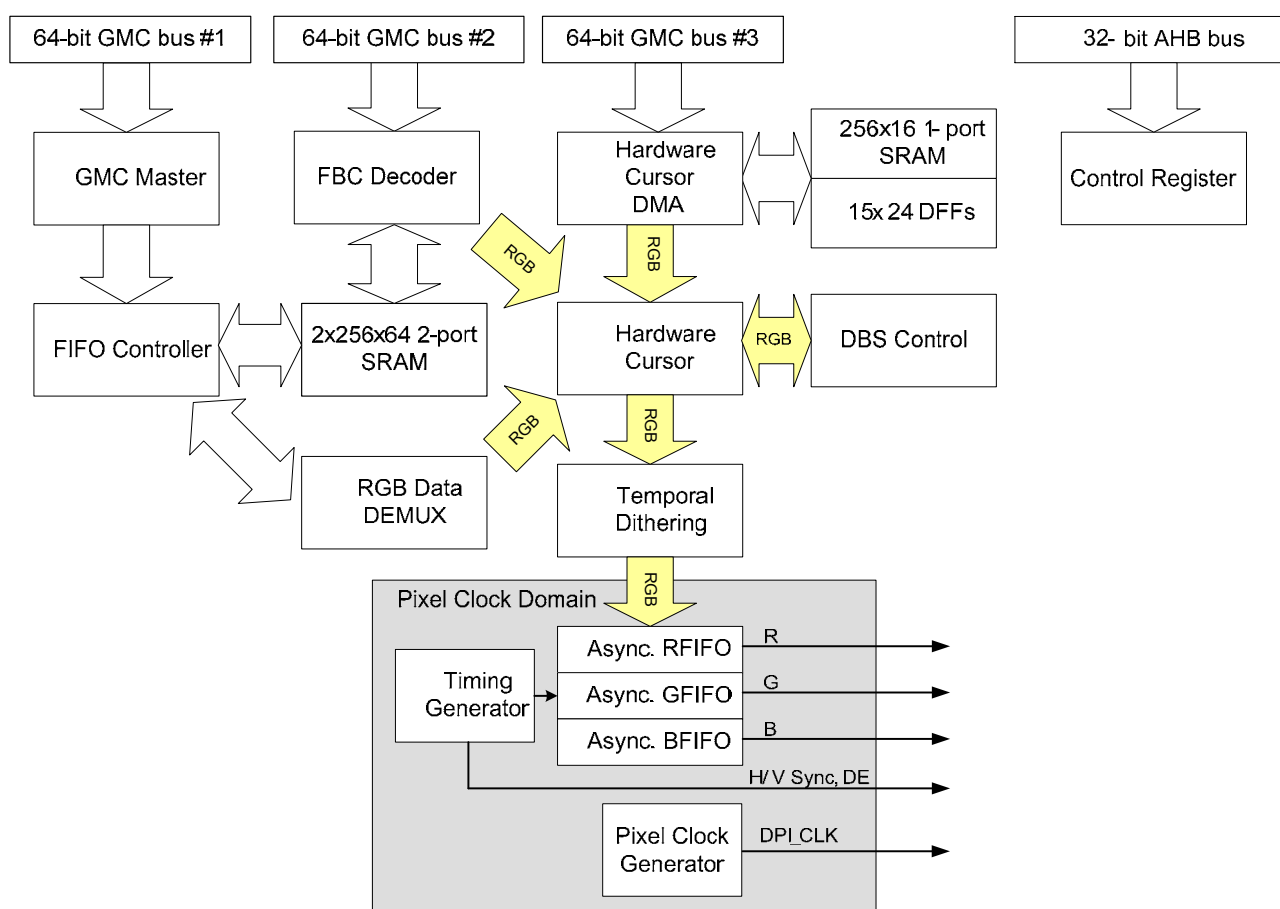 64-bit GMC bus #1
64-bit GMC bus #2
64-bit GMC bus #3
32- bit AHB bus
GMC Master
FBC Decoder
Hardware
Cursor
DMA
256x16 1- port
SRAM
15x 24 DFFs
Control Register
RGB
RGB
FIFO Controller
2x256x64 2-port
SRAM
Hardware
Cursor
RGB
DBS Control
RGB
RGB
RGB Data
DEMUX
Temporal
Dithering
RGB
Pixel Clock Domain
Timing
Generator
Async. RFIFO
R
Async. GFIFO
G
Async. BFIFO
B
H/ V Sync, DE
Pixel Clock
Generator
DPI_CLK